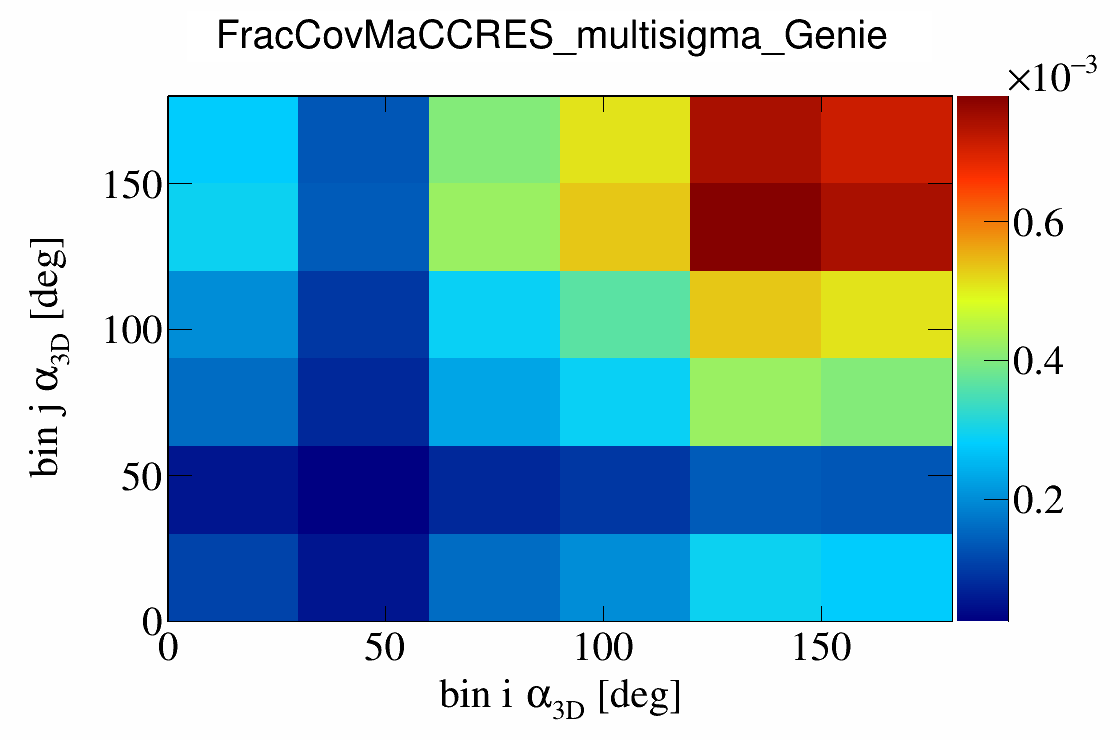 FracCovMaCCRES_multisigma_Genie
×10⁻³
150
100
50
0
0.6
0.4
0.2
0 50 100 150
bin j α3D [deg]
bin i α3D [deg]